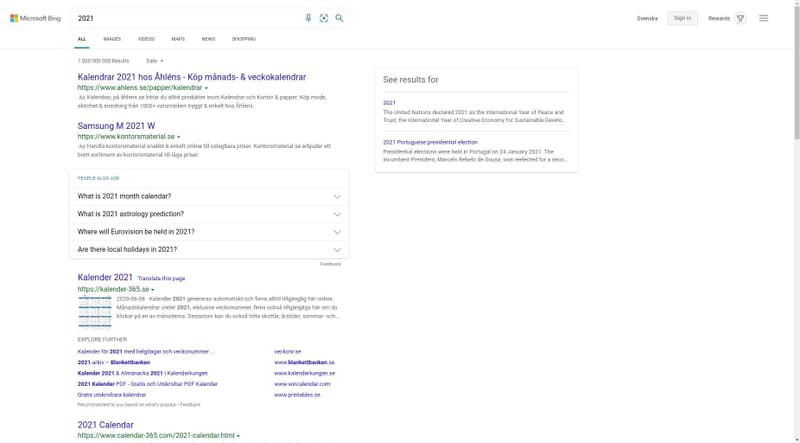 Microsoft Bing
2021
Svenska
Sign in
Rewards
ALL
IMAGES
VIDEOS
MAPS
NEWS
SHOPPING
1 000 000 000 Results
Date
Kalendrar 2021 hos Åhléns - Köp månads- & veckokalendrar
https://www.ahlens.se/papper/kalendrar
Ad Kalendrar, på åhlens.se hittar du alltid produkter inom Kalendrar och Kontor & papper. Köp mode,
skönhet & inredning från 1000+ varumärken tryggt & enkelt hos Åhlens.
Samsung M 2021 W
https://www.kontorsmaterial.se
Ad Handla kontorsmaterial snabbt & enkelt online till oslagbara priser. Kontorsmaterial.se erbjuder ett
brett sortiment av kontorsmaterial till låga priser
PEOPLE ALSO ASK
What is 2021 month calendar?
What is 2021 astrology prediction?
Where will Eurovision be held in 2021?
Are there local holidays in 2021?
Feedback
Kalender 2021 Translate this page
https://kalender-365.se
2020-06-08 · Kalender 2021 genereras automatiskt och finns alltid tillgänglig här online.
Månadskalendrar under 2021, inklusive veckonummer, finns också tillgängliga här om du
klickar på en av månaderna. Dessutom kan du också hitta skottår, årstider, sommar- och...
EXPLORE FURTHER
Kalender för 2021 med helgdagar och veckonummer ...
veckonr.se
2021-arkiv – Blankettbanken
www.blankettbanken.se
Kalender 2021 & Almanacka 2021 | Kalenderkungen
www.kalenderkungen.se
2021 Kalender PDF - Gratis och Utskrivbar PDF Kalender
www.wincalendar.com
Gratis utskrivbara kalendrar
www.printables.se
Recommended to you based on what's popular • Feedback
2021 Calendar
https://www.calendar-365.com/2021-calendar.html
See results for
2021
The United Nations declared 2021 as the International Year of Peace and
Trust, the International Year of Creative Economy for Sustainable Develo...
2021 Portuguese presidential election
Presidential elections were held in Portugal on 24 January 2021. The
incumbent President, Marcelo Rebelo de Sousa, was reelected for a seco...